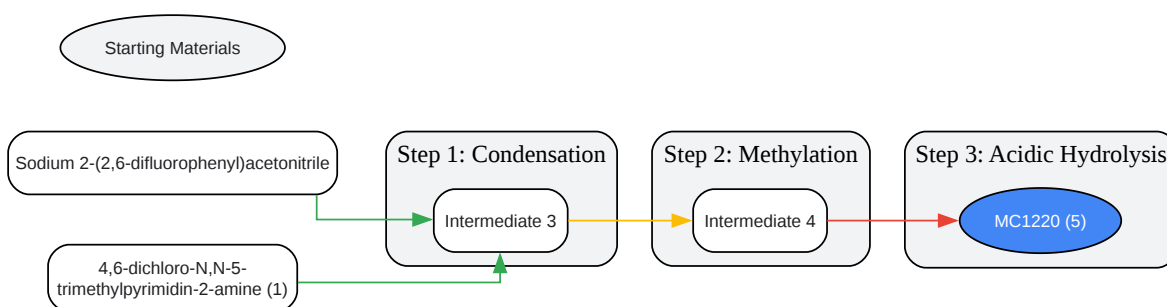 Starting Materials
Sodium 2-(2,6-difluorophenyl)acetonitrile
4,6-dichloro-N,N-5-
trimethylpyrimidin-2-amine (1)
Step 1: Condensation
Intermediate 3
Step 2: Methylation
Intermediate 4
Step 3: Acidic Hydrolysis
MC1220 (5)